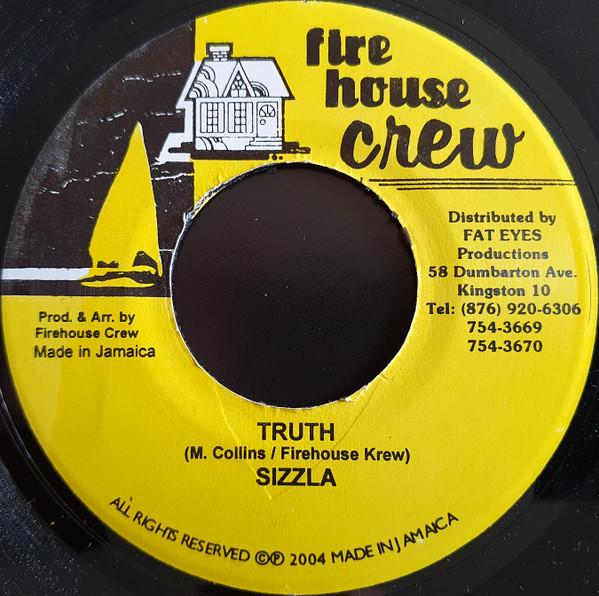 fire
house
crew
Distributed by
FAT EYES
Productions
58 Dumbarton Ave.
Kingston 10
Tel: (876) 920-6306
754-3669
754-3670
Prod. & Arr. by
Firehouse Crew
Made in Jamaica
TRUTH
(M. Collins / Firehouse Krew)
SIZZLA
ALL RIGHTS RESERVED ©℗ 2004 MADE IN JAMAICA